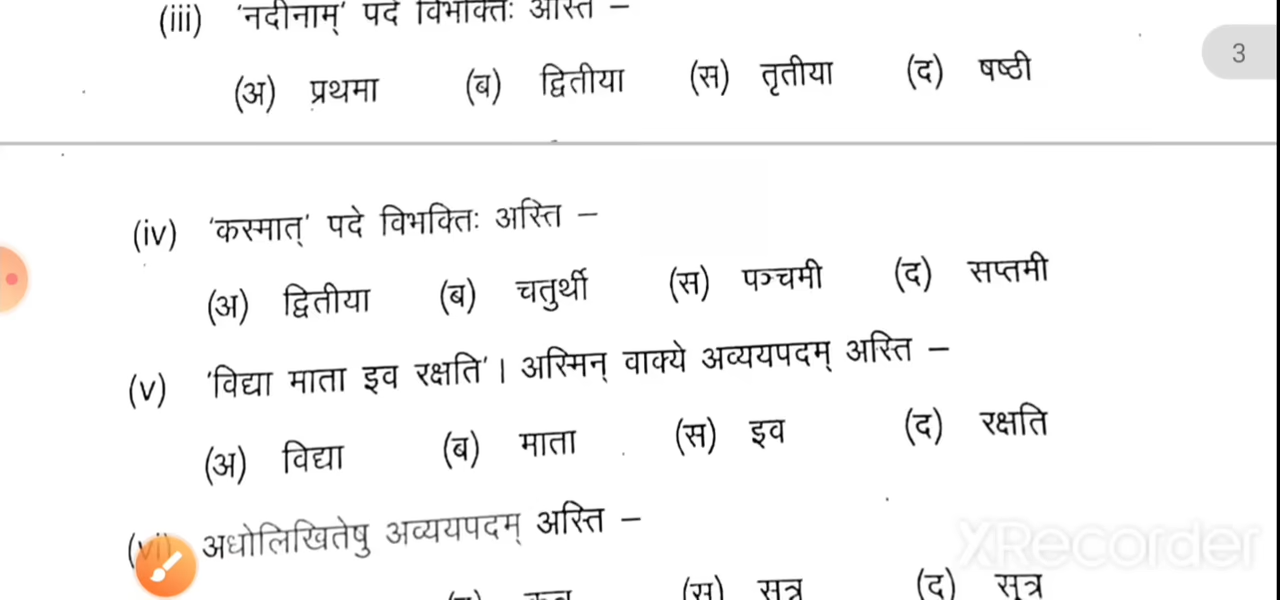 (iii) 'नदीनाम्' पदे विभक्तिः अस्ति –
(अ) प्रथमा (ब) द्वितीया (स) तृतीया (द) षष्ठी
3
(iv) 'कस्मात्' पदे विभक्तिः अस्ति –
(अ) द्वितीया (ब) चतुर्थी (स) पञ्चमी (द) सप्तमी
(v) 'विद्या माता इव रक्षति'। अस्मिन् वाक्ये अव्ययपदम् अस्ति –
(अ) विद्या (ब) माता (स) इव (द) रक्षति
(vi) अधोलिखितेषु अव्ययपदम् अस्ति –
XRecorder
(स) सत्र (द) सूत्र